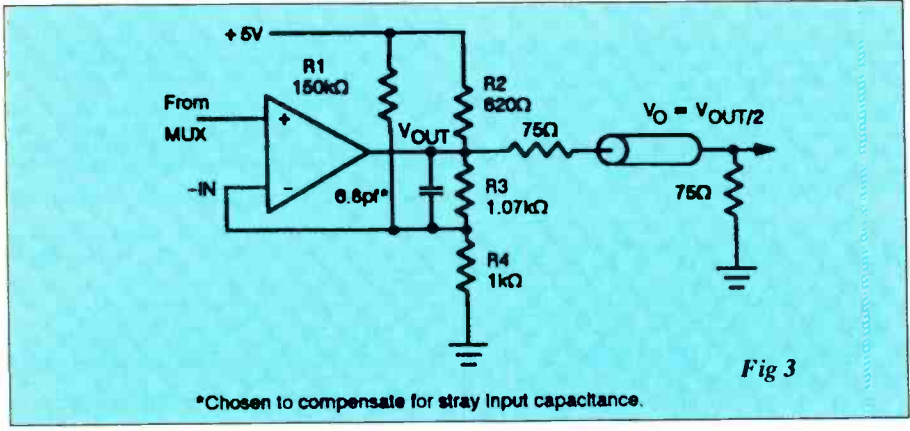 + 5V
R1
150kΩ
R2
620Ω
From
MUX
+
VOUT
75Ω
VO = VOUT/2
-IN
-
6.8pf*
R3
1.07kΩ
75Ω
R4
1kΩ
Fig 3
*Chosen to compensate for stray input capacitance.